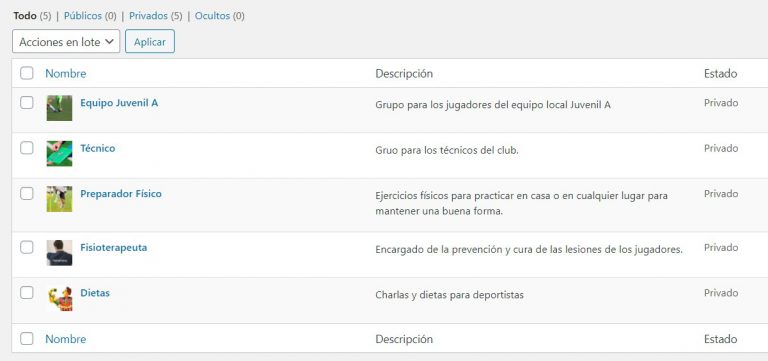 Todo (5) | Públicos (0) | Privados (5) | Ocultos (0)
Acciones en lote Aplicar
Nombre Descripción Estado
Equipo Juvenil A Grupo para los jugadores del equipo local Juvenil A Privado
Técnico Gruo para los técnicos del club. Privado
Preparador Físico Ejercicios físicos para practicar en casa o en cualquier lugar para Privado
mantener una buena forma.
Fisioterapeuta Encargado de la prevención y cura de las lesiones de los jugadores. Privado
Dietas Charlas y dietas para deportistas Privado
Nombre Descripción Estado